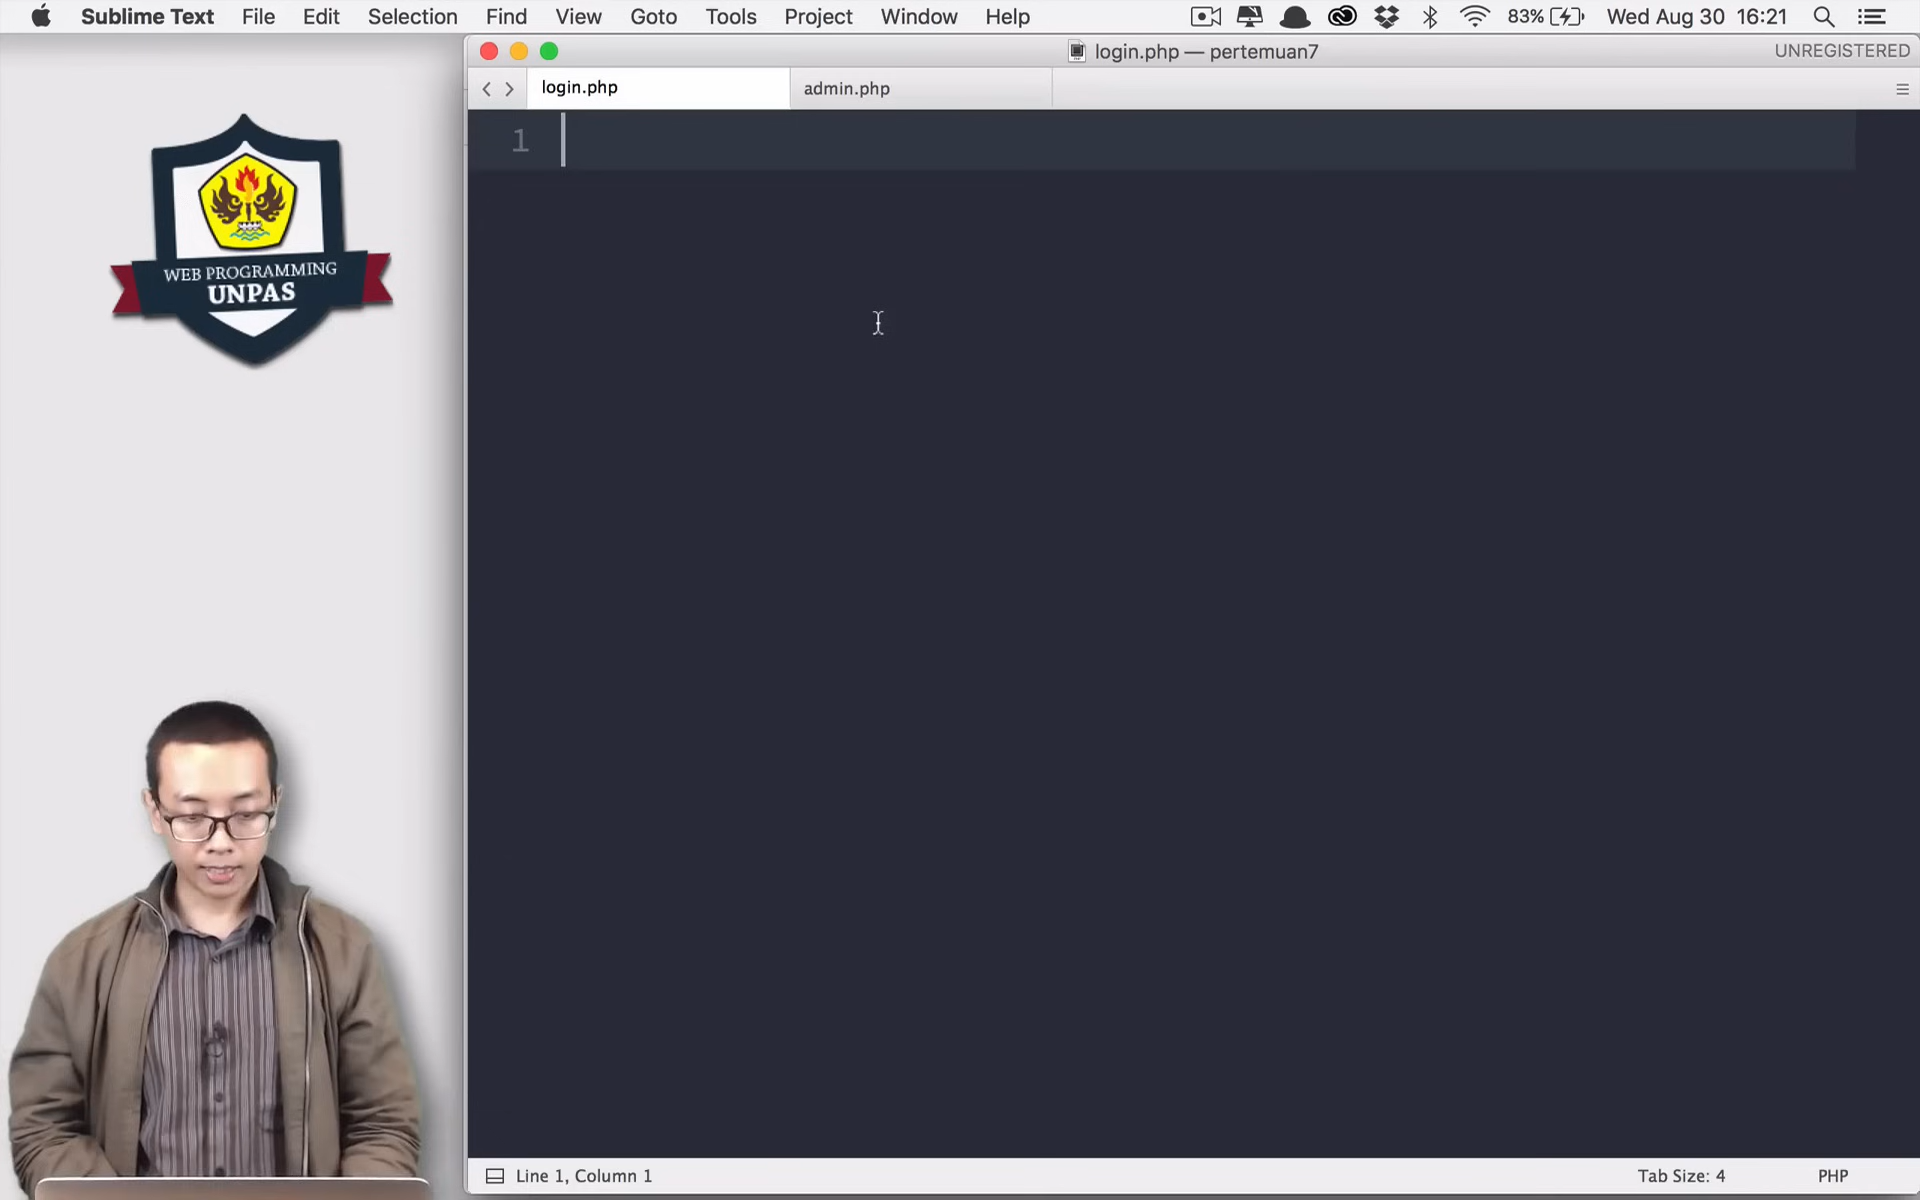 Sublime Text File Edit Selection Find View Goto Tools Project Window Help 83% Wed Aug 30 16:21
login.php — pertemuan7 UNREGISTERED
login.php admin.php
1
WEB PROGRAMMING
UNPAS
Line 1, Column 1 Tab Size: 4 PHP